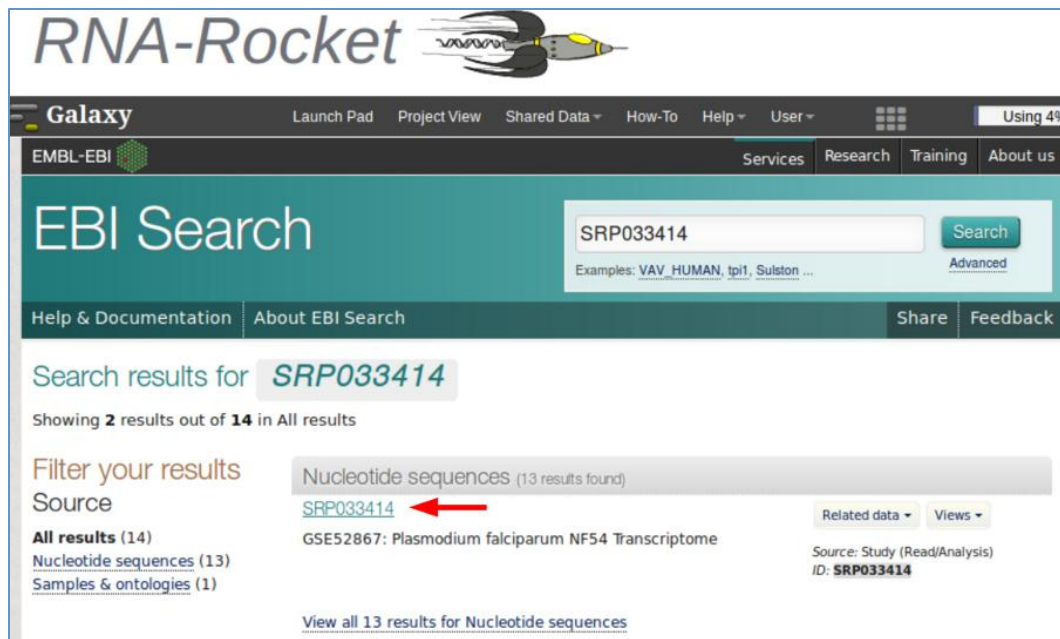 RNA-Rocket
Galaxy Launch Pad Project View Shared Data How-To Help User Using 4%
EMBL-EBI Services Research Training About us
EBI Search
SRP033414 Search
Examples: VAV_HUMAN, tpi1, Sulston ... Advanced
Help & Documentation About EBI Search Share Feedback
Search results for SRP033414
Showing 2 results out of 14 in All results
Filter your results
Source
All results (14)
Nucleotide sequences (13)
Samples & ontologies (1)
Nucleotide sequences (13 results found)
SRP033414
GSE52867: Plasmodium falciparum NF54 Transcriptome
Related data Views
Source: Study (Read/Analysis)
ID: SRP033414
View all 13 results for Nucleotide sequences